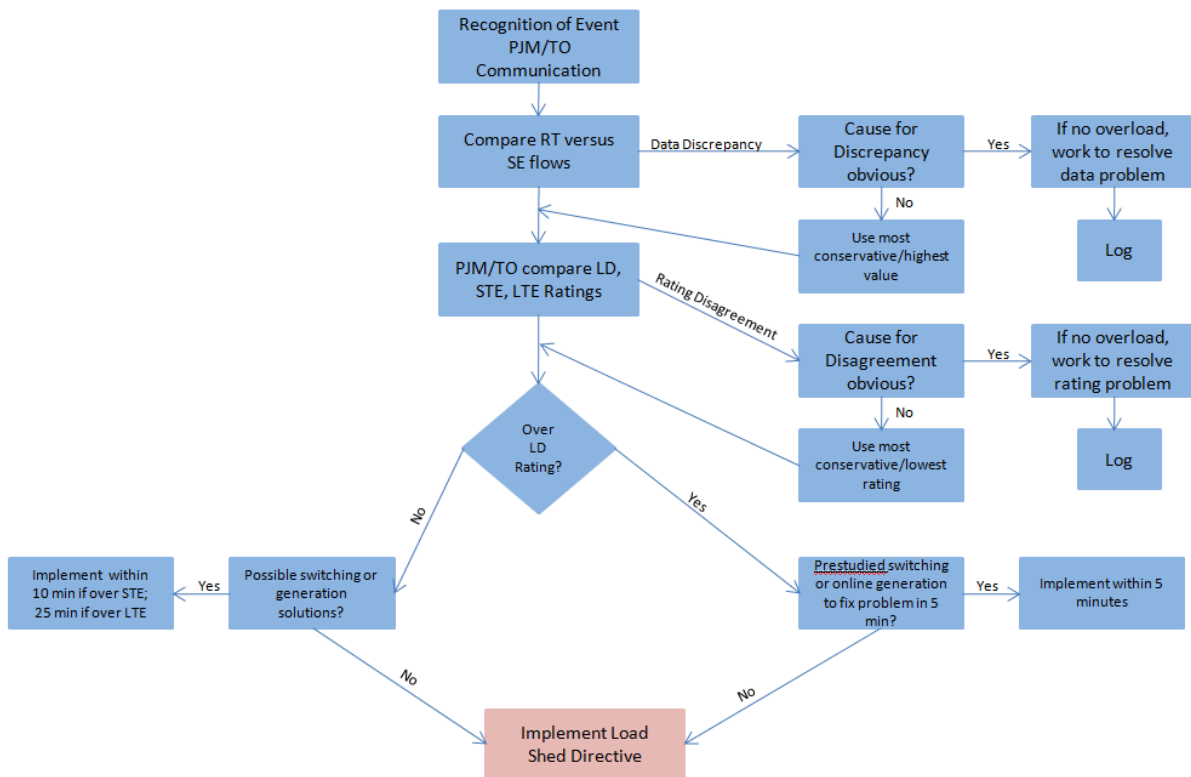 Recognition of Event
PJM/TO
Communication
Compare RT versus
SE flows
Data Discrepancy
Cause for
Discrepancy
obvious?
Yes
If no overload,
work to resolve
data problem
No
Use most
conservative/highest
value
Log
PJM/TO compare LD,
STE, LTE Ratings
Rating Disagreement
Cause for
Disagreement
obvious?
Yes
If no overload,
work to resolve
rating problem
No
Use most
conservative/lowest
rating
Log
Over
LD
Rating?
No
Yes
Implement within
10 min if over STE;
25 min if over LTE
Yes
Possible switching or
generation
solutions?
Prestudied switching
or online generation
to fix problem in 5
min?
Yes
Implement within 5
minutes
No
No
Implement Load
Shed Directive